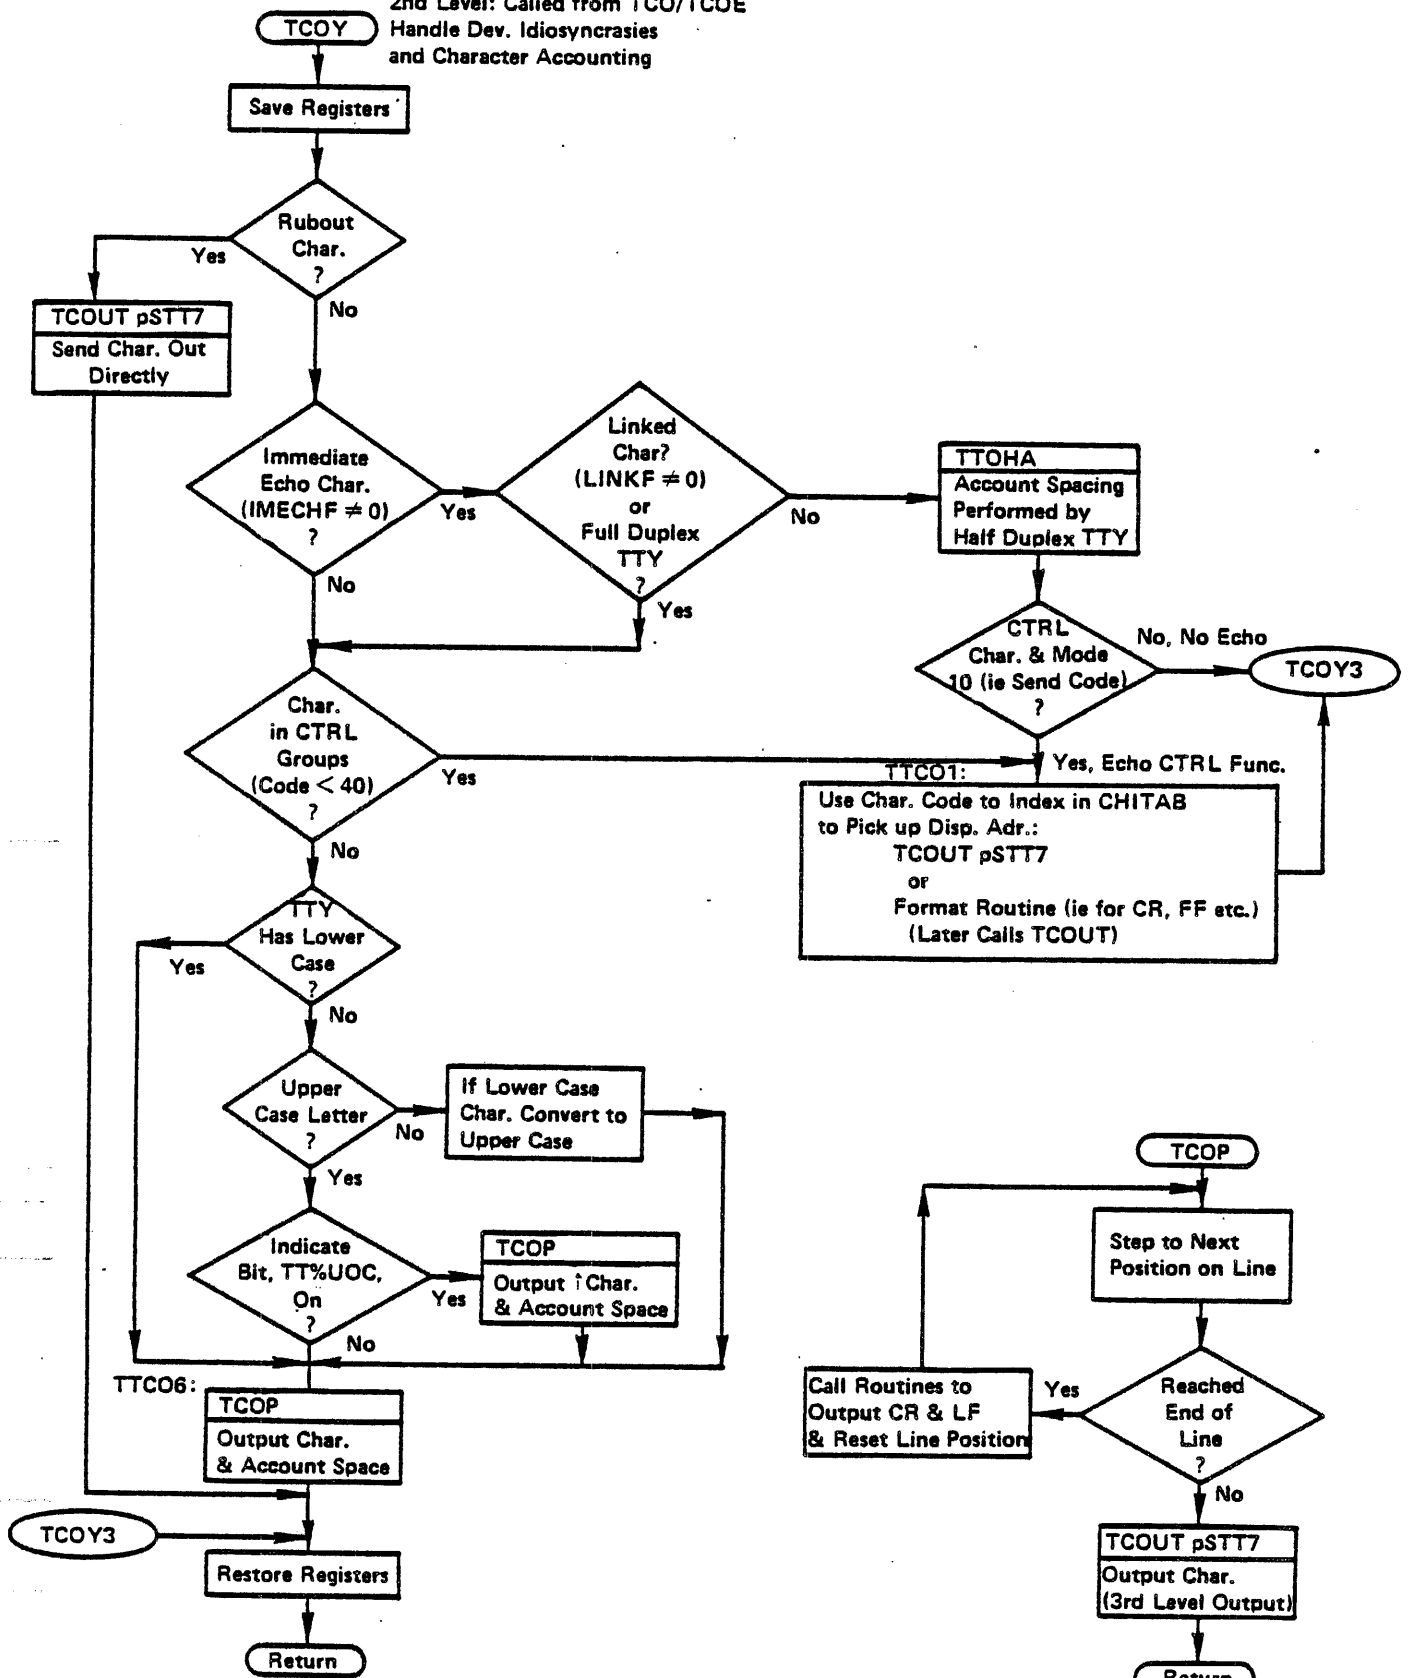 2nd Level: Called from TCO/TCOE
TCOY
Handle Dev. Idiosyncrasies
and Character Accounting
Save Registers
Rubout
Char.
?
Yes
No
TCOUT pSTT7
Send Char. Out
Directly
Immediate
Echo Char.
(IMECHF ≠ 0)
?
Yes
No
Linked
Char?
(LINKF ≠ 0)
or
Full Duplex
TTY
?
No
Yes
TTOHA
Account Spacing
Performed by
Half Duplex TTY
CTRL
Char. & Mode
10 (ie Send Code)
?
No, No Echo
TCOY3
Yes, Echo CTRL Func.
Char.
in CTRL
Groups
(Code < 40)
?
Yes
No
TTCO1:
Use Char. Code to Index in CHITAB
to Pick up Disp. Adr.:
TCOUT pSTT7
or
Format Routine (ie for CR, FF etc.)
(Later Calls TCOUT)
TTY
Has Lower
Case
?
Yes
No
Upper
Case Letter
?
No
Yes
If Lower Case
Char. Convert to
Upper Case
Indicate
Bit, TT%UOC,
On
?
Yes
No
TCOP
Output ↑Char.
& Account Space
TTCO6:
TCOP
Output Char.
& Account Space
TCOY3
Restore Registers
Return
TCOP
Step to Next
Position on Line
Reached
End of
Line
?
Yes
No
Call Routines to
Output CR & LF
& Reset Line Position
TCOUT pSTT7
Output Char.
(3rd Level Output)
Return